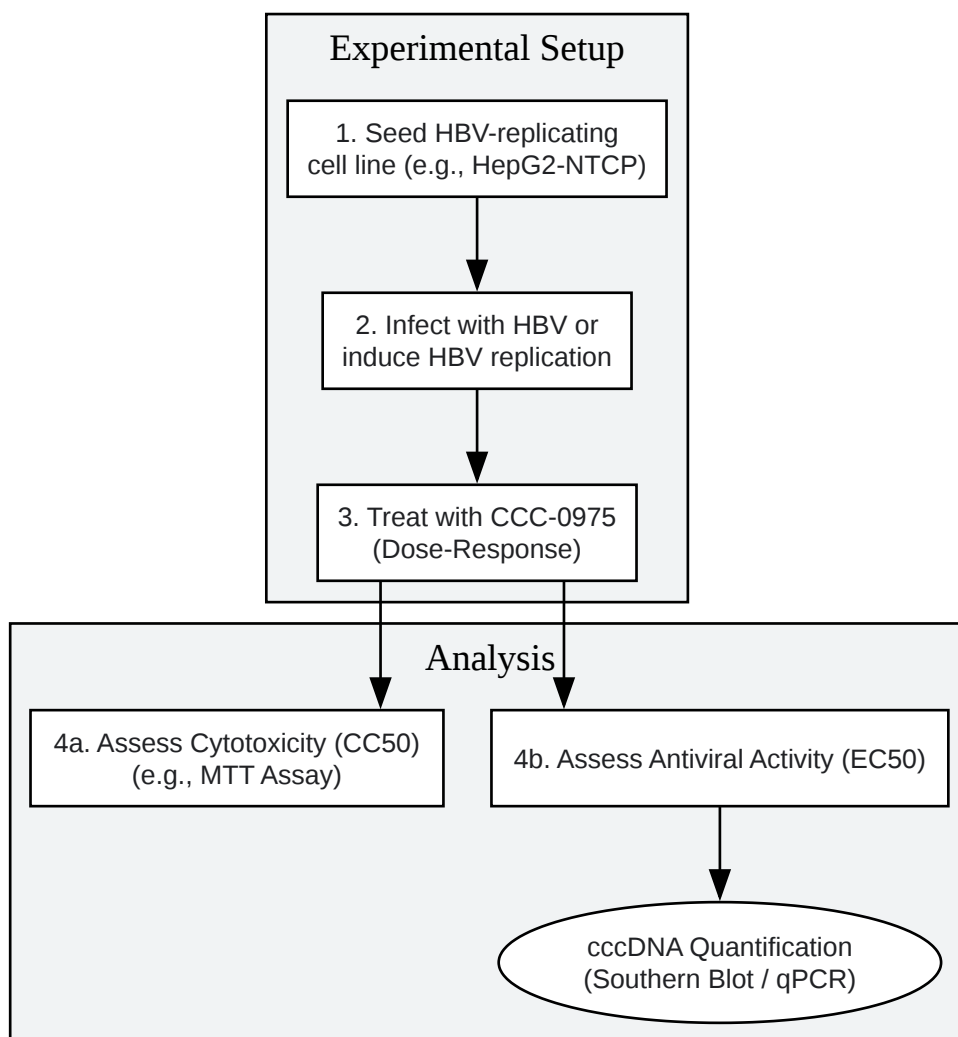 Experimental Setup
1. Seed HBV-replicating
cell line (e.g., HepG2-NTCP)
2. Infect with HBV or
induce HBV replication
3. Treat with CCC-0975
(Dose-Response)
Analysis
4a. Assess Cytotoxicity (CC50)
(e.g., MTT Assay)
4b. Assess Antiviral Activity (EC50)
cccDNA Quantification
(Southern Blot / qPCR)